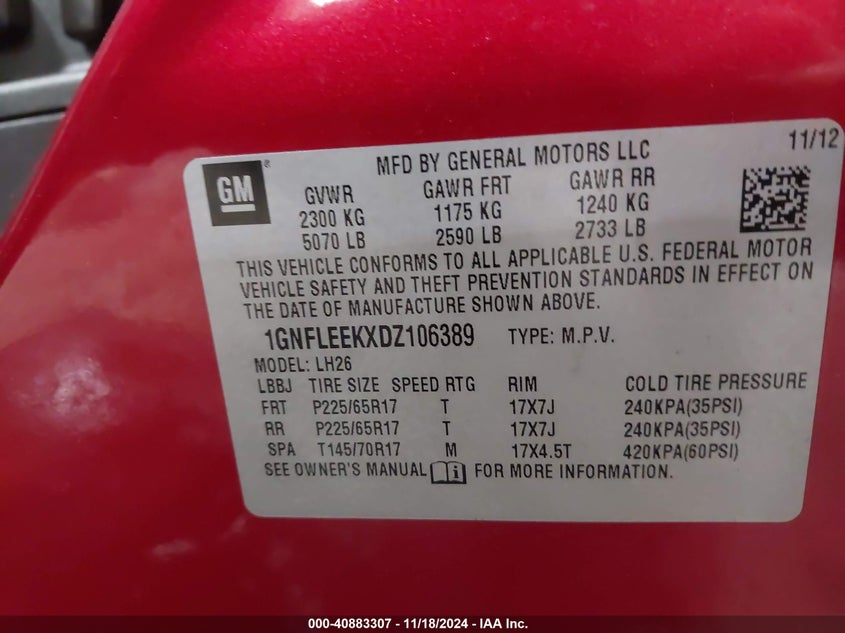 11/12
GM ®
MFD BY GENERAL MOTORS LLC
GVWR GAWR FRT GAWR RR
2300 KG 1175 KG 1240 KG
5070 LB 2590 LB 2733 LB
THIS VEHICLE CONFORMS TO ALL APPLICABLE U.S. FEDERAL MOTOR
VEHICLE SAFETY AND THEFT PREVENTION STANDARDS IN EFFECT ON
THE DATE OF MANUFACTURE SHOWN ABOVE.
1GNFLEEKXDZ106389 TYPE: M.P.V.
MODEL: LH26
LBBJ TIRE SIZE SPEED RTG RIM COLD TIRE PRESSURE
FRT P225/65R17 T 17X7J 240KPA(35PSI)
RR P225/65R17 T 17X7J 240KPA(35PSI)
SPA T145/70R17 M 17X4.5T 420KPA(60PSI)
SEE OWNER'S MANUAL i FOR MORE INFORMATION.
000-40883307 - 11/18/2024 - IAA Inc.